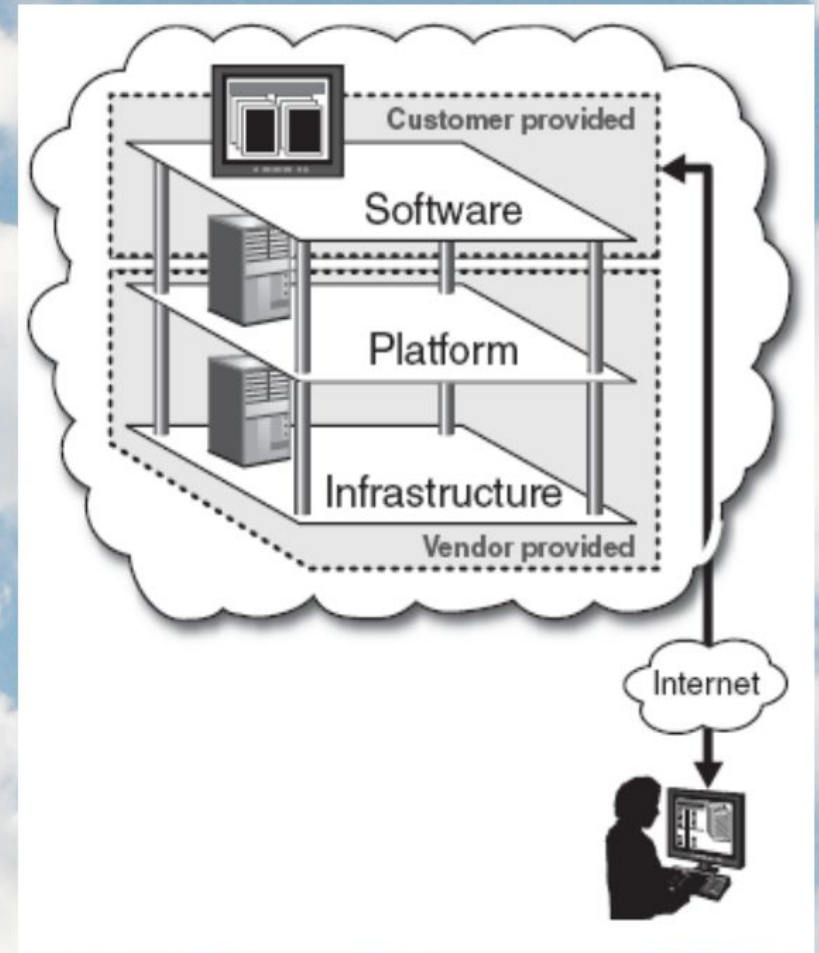 Customer provided
Software
Platform
Infrastructure
Vendor provided
Internet